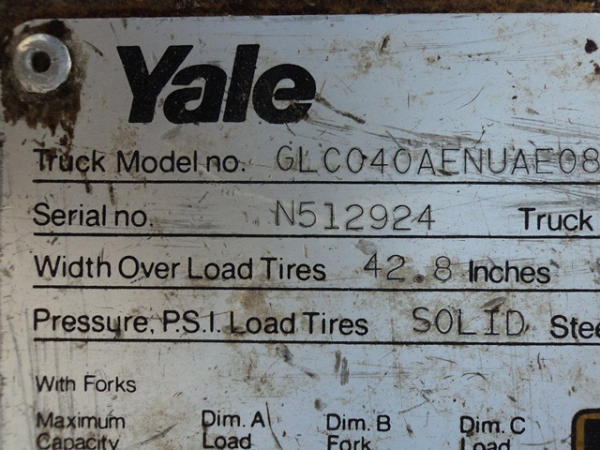 Yale
Truck Model no. GLC040AENUAE08
Serial no. N512924 Truck
Width Over Load Tires 42.8 Inches
Pressure, P.S.I. Load Tires SOLID Stee
With Forks
Maximum Dim. A Dim. B Dim. C
Capacity Load Fork Load